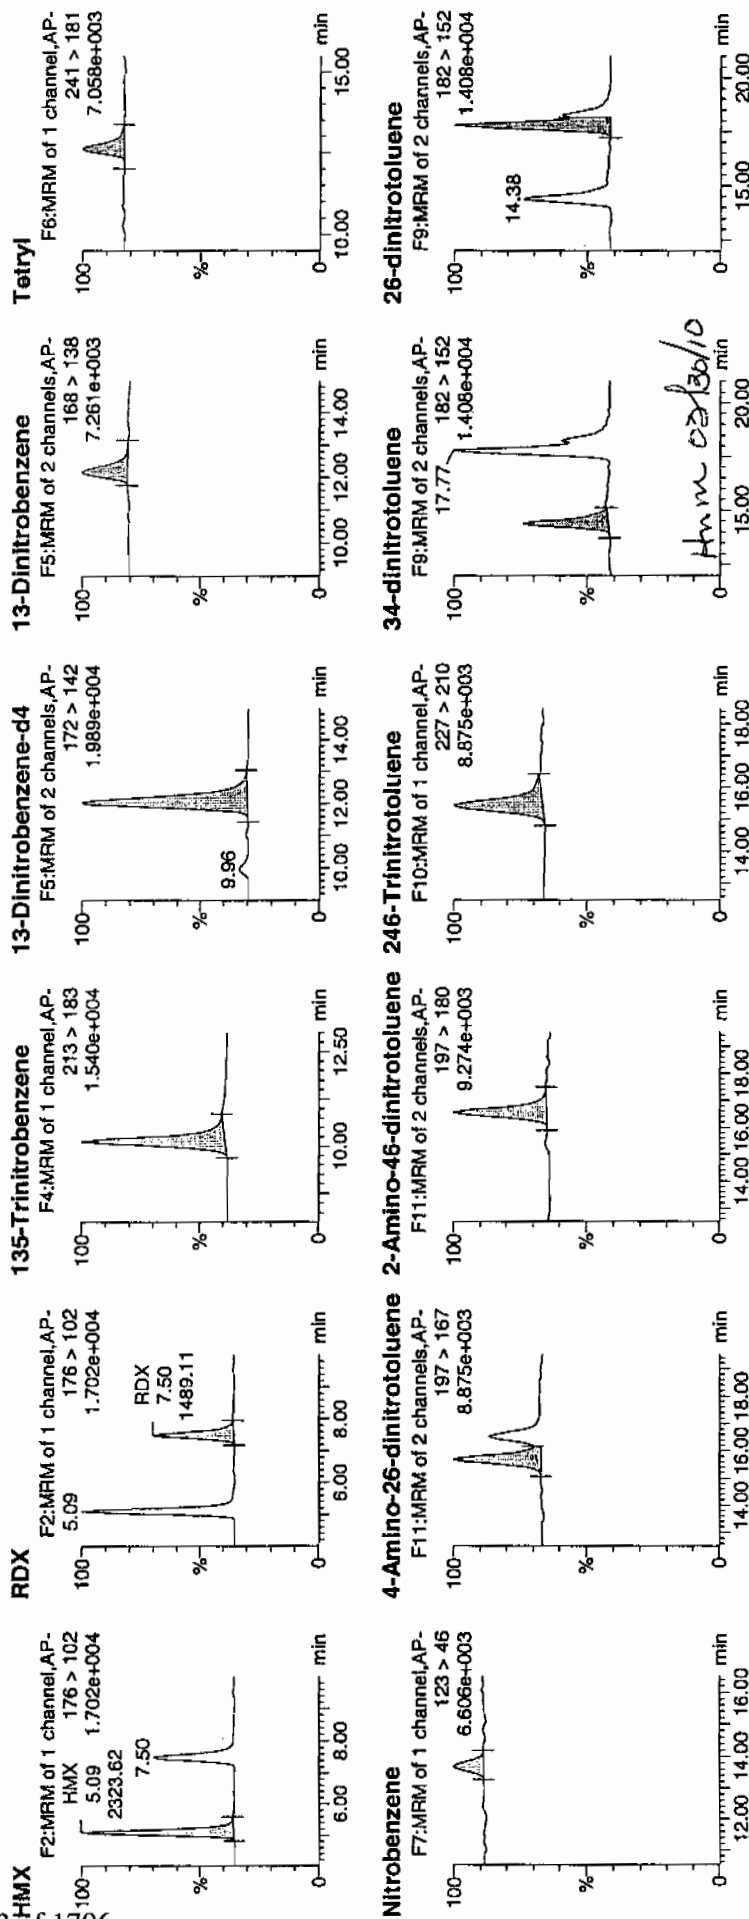 HMX
F2:MRM of 1 channel,AP-
176 > 102
1.702e+004
HMX
5.09
2323.62
7.50
100
%
0
6.00 8.00 min
RDX
F2:MRM of 1 channel,AP-
176 > 102
1.702e+004
5.09
RDX
7.50
1489.11
100
%
0
6.00 8.00 min
135-Trinitrobenzene
F4:MRM of 1 channel,AP-
213 > 183
1.540e+004
100
%
0
10.00 12.50 min
13-Dinitrobenzene-d4
F5:MRM of 2 channels,AP-
172 > 142
1.989e+004
9.96
100
%
0
10.00 12.00 14.00 min
13-Dinitrobenzene
F5:MRM of 2 channels,AP-
168 > 138
7.261e+003
100
%
0
10.00 12.00 14.00 min
Tetryl
F6:MRM of 1 channel,AP-
241 > 181
7.058e+003
100
%
0
10.00 15.00 min
Nitrobenzene
F7:MRM of 1 channel,AP-
123 > 46
6.606e+003
100
%
0
12.00 14.00 16.00 min
4-Amino-26-dinitrotoluene
F11:MRM of 2 channels,AP-
197 > 167
8.875e+003
100
%
0
14.00 16.00 18.00 min
2-Amino-46-dinitrotoluene
F11:MRM of 2 channels,AP-
197 > 180
9.274e+003
100
%
0
14.00 16.00 18.00 min
246-Trinitrotoluene
F10:MRM of 1 channel,AP-
227 > 210
8.875e+003
100
%
0
14.00 16.00 18.00 min
34-dinitrotoluene
F9:MRM of 2 channels,AP-
182 > 152
1.408e+004
17.77
100
%
0
15.00 20.00 min
26-dinitrotoluene
F9:MRM of 2 channels,AP-
182 > 152
1.408e+004
14.38
100
%
0
15.00 20.00 min
of 1796